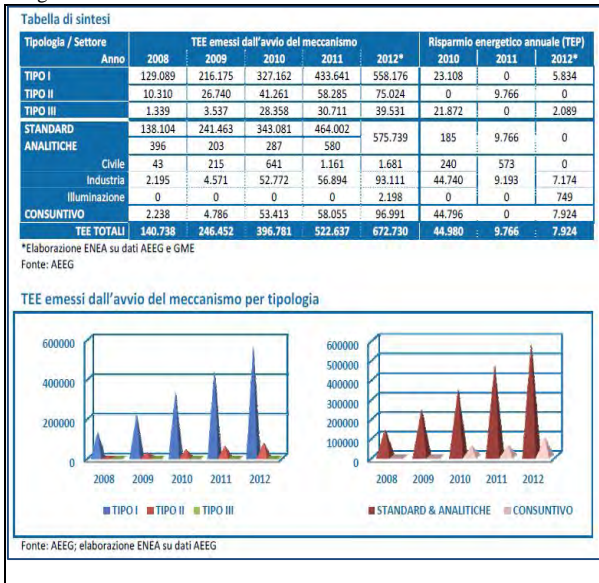 Tabella di sintesi
Tipologia / Settore TEE emessi dall'avvio del meccanismo Risparmio energetico annuale (TEP)
Anno 2008 2009 2010 2011 2012* 2010 2011 2012*
TIPO I 129.089 216.175 327.162 433.641 558.176 23.108 0 5.834
TIPO II 10.310 26.740 41.261 58.285 75.024 0 9.766 0
TIPO III 1.339 3.537 28.358 30.711 39.531 21.872 0 2.089
STANDARD 138.104 241.463 343.081 464.002 575.739 185 9.766 0
ANALITICHE 396 203 287 580
Civile 43 215 641 1.161 1.681 240 573 0
Industria 2.195 4.571 52.772 56.894 93.111 44.740 9.193 7.174
Illuminazione 0 0 0 0 2.198 0 0 749
CONSUNTIVO 2.238 4.786 53.413 58.055 96.991 44.796 0 7.924
TEE TOTALI 140.738 246.452 396.781 522.637 672.730 44.980 9.766 7.924
*Elaborazione ENEA su dati AEEG e GME
Fonte: AEEG
TEE emessi dall'avvio del meccanismo per tipologia
600000
400000
200000
0
2008 2009 2010 2011 2012
TIPO I TIPO II TIPO III
600000
500000
400000
300000
200000
100000
0
2008 2009 2010 2011 2012
STANDARD & ANALITICHE CONSUNTIVO
Fonte: AEEG; elaborazione ENEA su dati AEEG